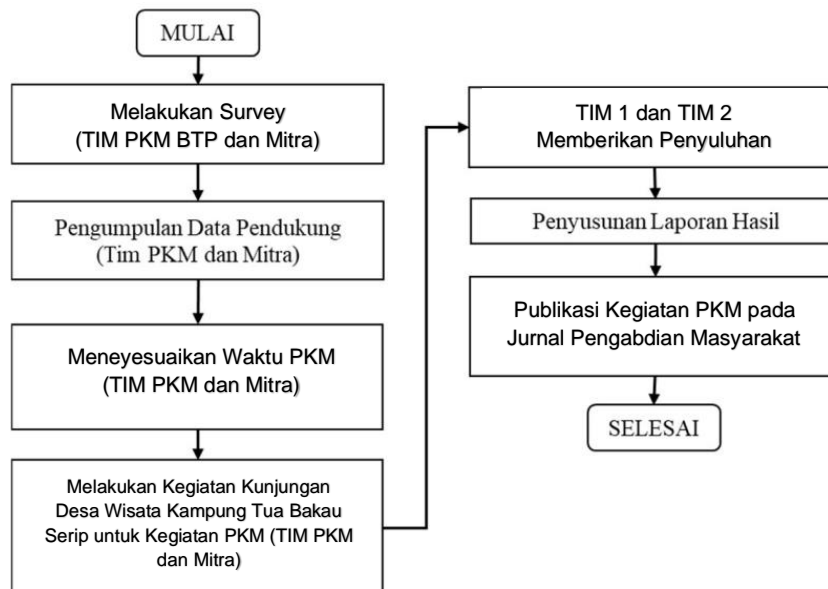 MULAI
Melakukan Survey
(TIM PKM BTP dan Mitra)
Pengumpulan Data Pendukung
(Tim PKM dan Mitra)
Meneyesuaikan Waktu PKM
(TIM PKM dan Mitra)
Melakukan Kegiatan Kunjungan
Desa Wisata Kampung Tua Bakau
Serip untuk Kegiatan PKM (TIM PKM
dan Mitra)
TIM 1 dan TIM 2
Memberikan Penyuluhan
Penyusunan Laporan Hasil
Publikasi Kegiatan PKM pada
Jurnal Pengabdian Masyarakat
SELESAI